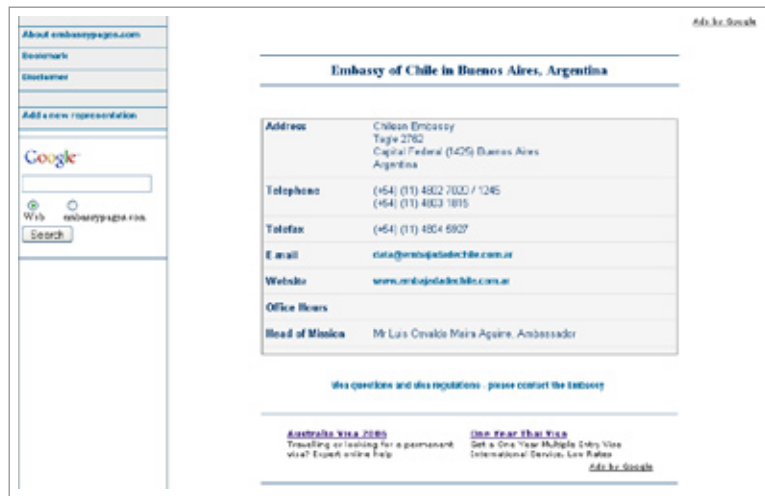 Ads by Google
About embassypages.com
Bookmark
Disclaimer
Add a new representation
Google
Web embassypages.com
Search
Embassy of Chile in Buenos Aires, Argentina
Address Chilean Embassy
Tagle 2762
Capital Federal (1425) Buenos Aires
Argentina
Telephone (+54) (11) 4802 7020 / 1245
(+54) (11) 4803 1815
Telefax (+54) (11) 4804 5927
E mail data@embajadadechile.com.ar
Website www.embajadadechile.com.ar
Office Hours
Head of Mission Mr Luis Osvaldo Maira Aguirre, Ambassador
Visa questions and visa regulations - please contact the Embassy
Australia Visa 2006
Travelling or looking for a permanent
visa? Expert online help
One Year Thai Visa
Get a One Year Multiple Entry Visa
International Service, Low Rates
Ads by Google